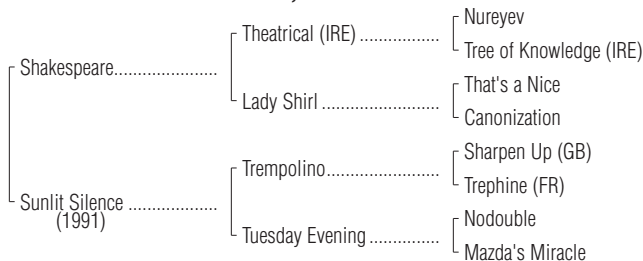 Nureyev
Theatrical (IRE) ..................
Tree of Knowledge (IRE)
Shakespeare.......................
That's a Nice
Lady Shirl ..........................
Canonization
Sharpen Up (GB)
Trempolino.........................
Trephine (FR)
Sunlit Silence ....................
(1991)
Nodouble
Tuesday Evening ................
Mazda's Miracle